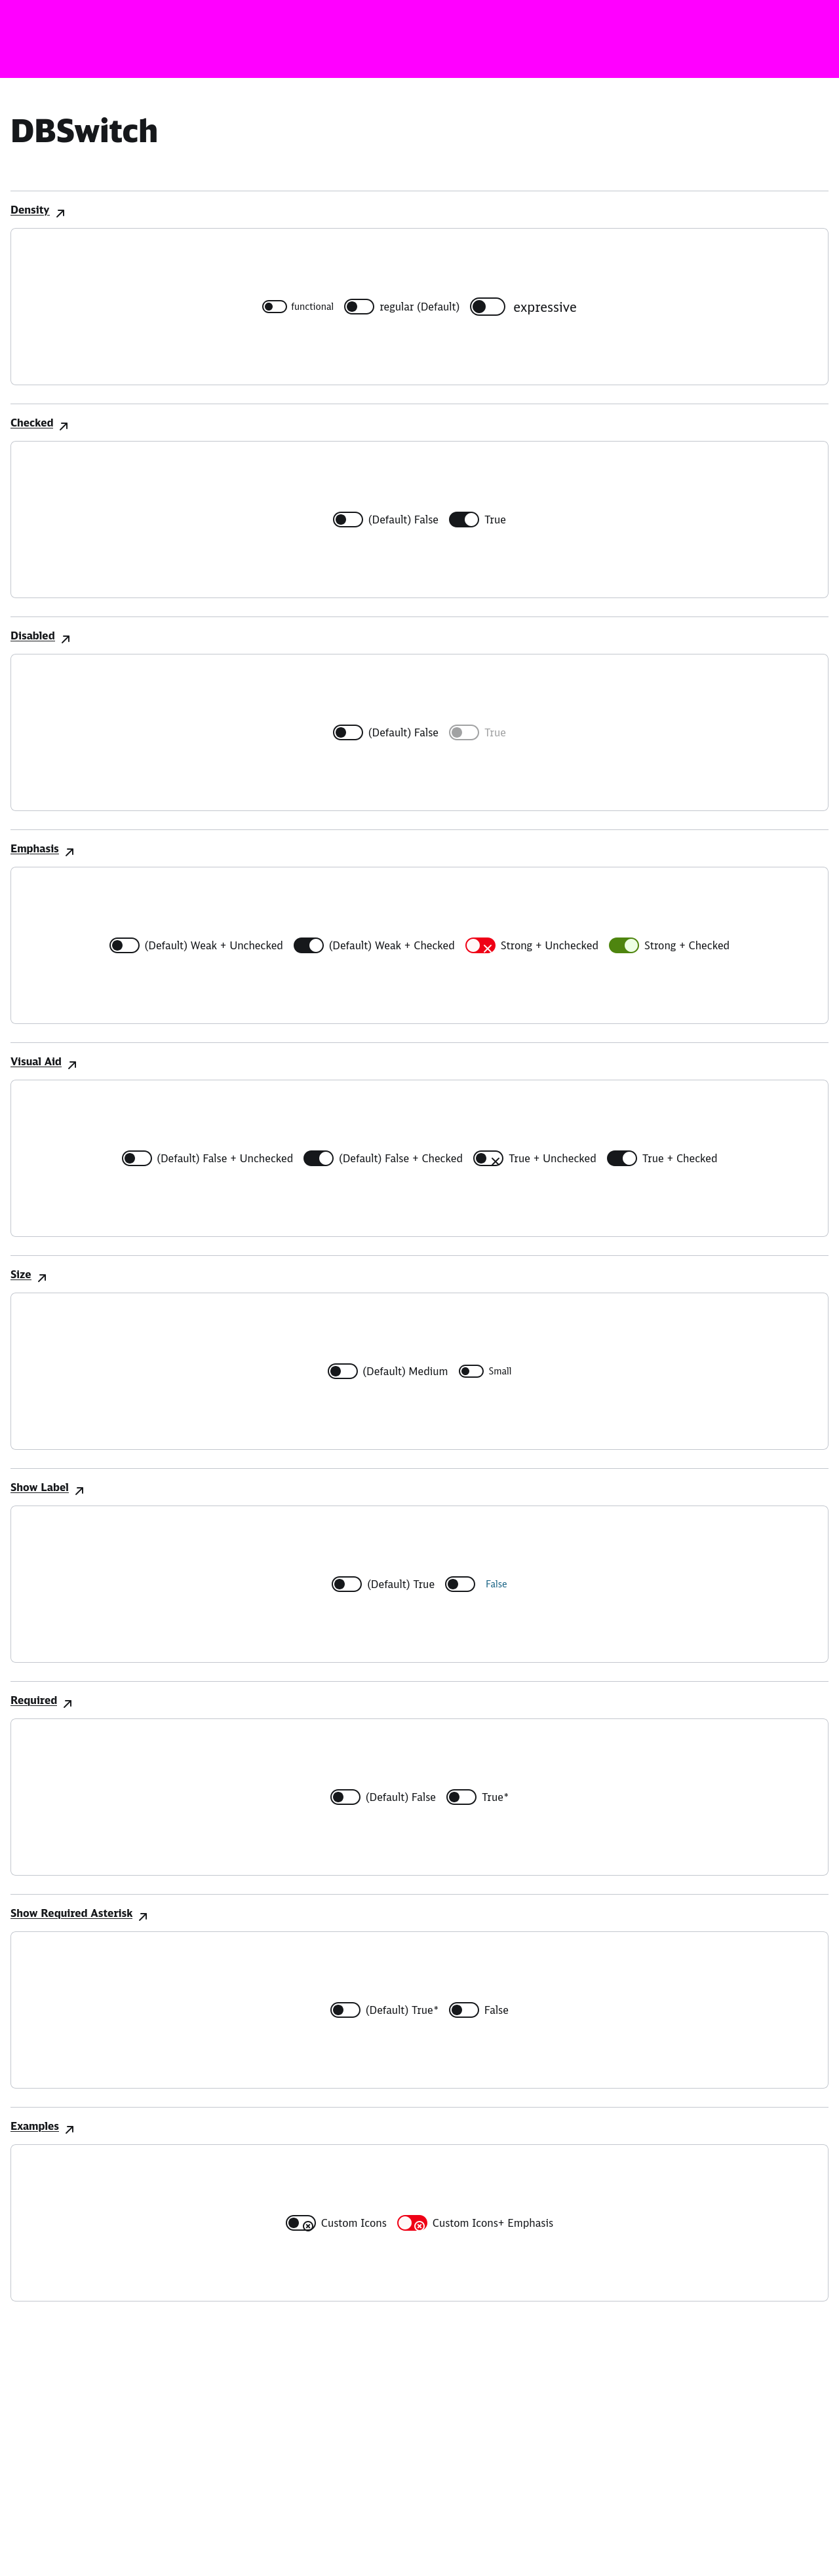 DBSwitch
Density
functional regular (Default) expressive
Checked
(Default) False True
Disabled
(Default) False True
Emphasis
(Default) Weak + Unchecked (Default) Weak + Checked Strong + Unchecked Strong + Checked
Visual Aid
(Default) False + Unchecked (Default) False + Checked True + Unchecked True + Checked
Size
(Default) Medium Small
Show Label
(Default) True False
Required
(Default) False True*
Show Required Asterisk
(Default) True* False
Examples
Custom Icons Custom Icons+ Emphasis